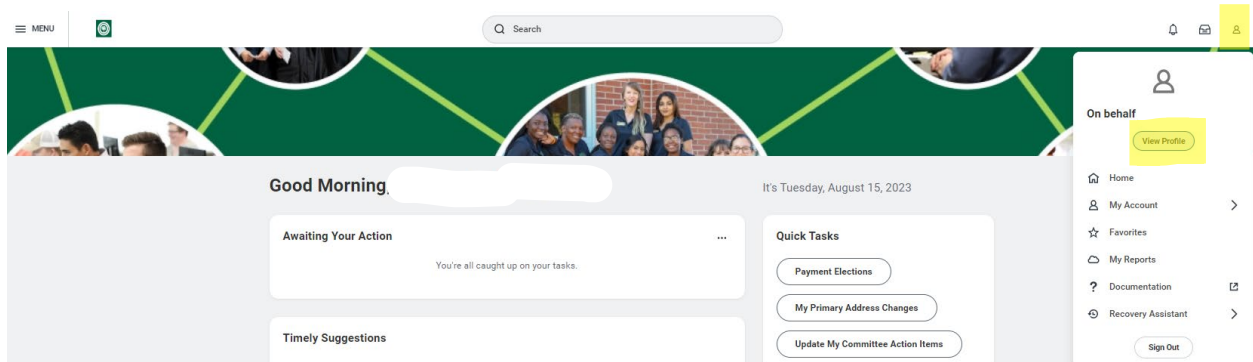 MENU
Search
On behalf
View Profile
Good Morning,
It's Tuesday, August 15, 2023
Home
My Account
Awaiting Your Action
...
Quick Tasks
Favorites
You're all caught up on your tasks.
Payment Elections
My Reports
? Documentation
My Primary Address Changes
Recovery Assistant
Timely Suggestions
Update My Committee Action Items
Sign Out